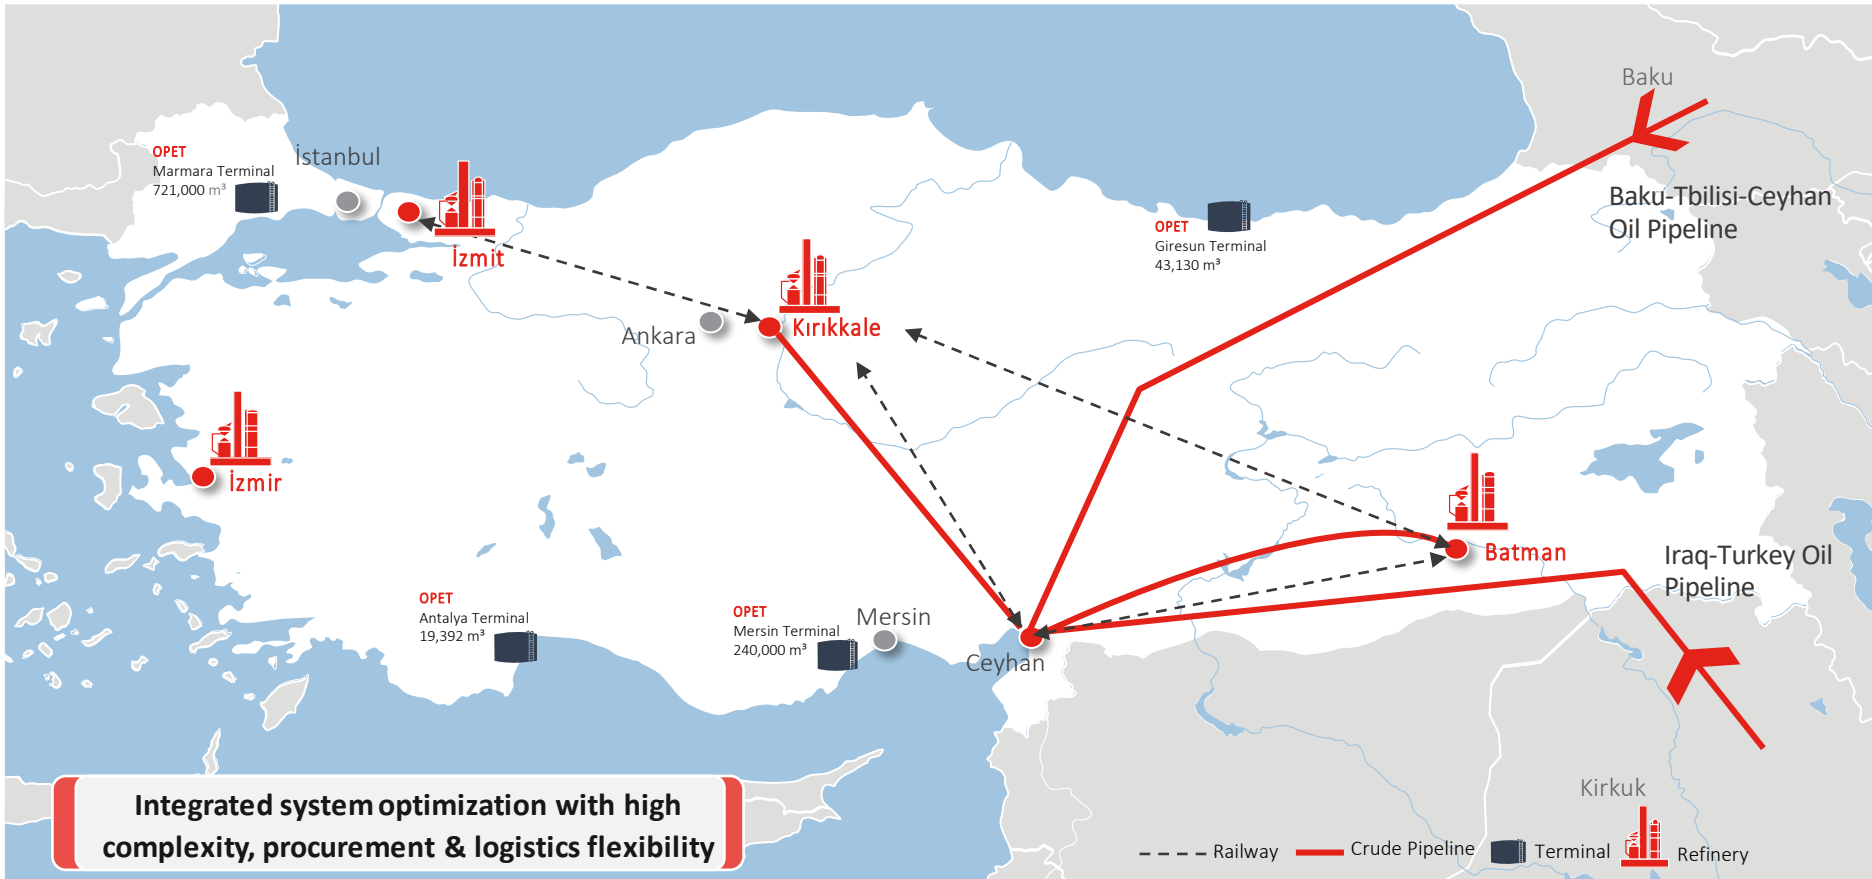 Baku
OPET
Marmara Terminal
721,000 m³
İstanbul
İzmit
Baku-Tbilisi-Ceyhan
Oil Pipeline
OPET
Giresun Terminal
43,130 m³
Ankara
Kırıkkale
İzmir
Batman
Iraq-Turkey Oil
Pipeline
OPET
Antalya Terminal
19,392 m³
OPET
Mersin Terminal
240,000 m³
Mersin
Ceyhan
Kirkuk
Integrated system optimization with high
complexity, procurement & logistics flexibility
Railway
Crude Pipeline
Terminal
Refinery